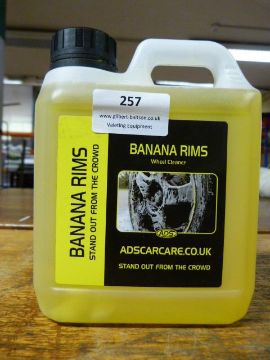 257
www.gilbert-baitson.co.uk
Valeting equipment
BANANA RIMS
STAND OUT FROM THE CROWD
BANANA RIMS
Wheel Cleaner
ADS
ADSCARCARE.CO.UK
STAND OUT FROM THE CROWD